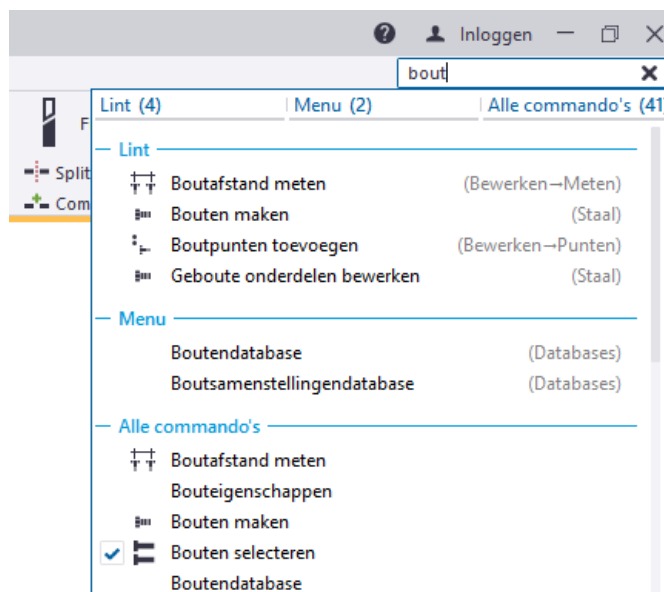 Inloggen
bout
F
Split
Com
Lint (4) Menu (2) Alle commando's (41)
Lint
Boutafstand meten (Bewerken→Meten)
Bouten maken (Staal)
Boutpunten toevoegen (Bewerken→Punten)
Geboute onderdelen bewerken (Staal)
Menu
Boutendatabase (Databases)
Boutsamenstellingendatabase (Databases)
Alle commando's
Boutafstand meten
Bouteigenschappen
Bouten maken
Bouten selecteren
Boutendatabase